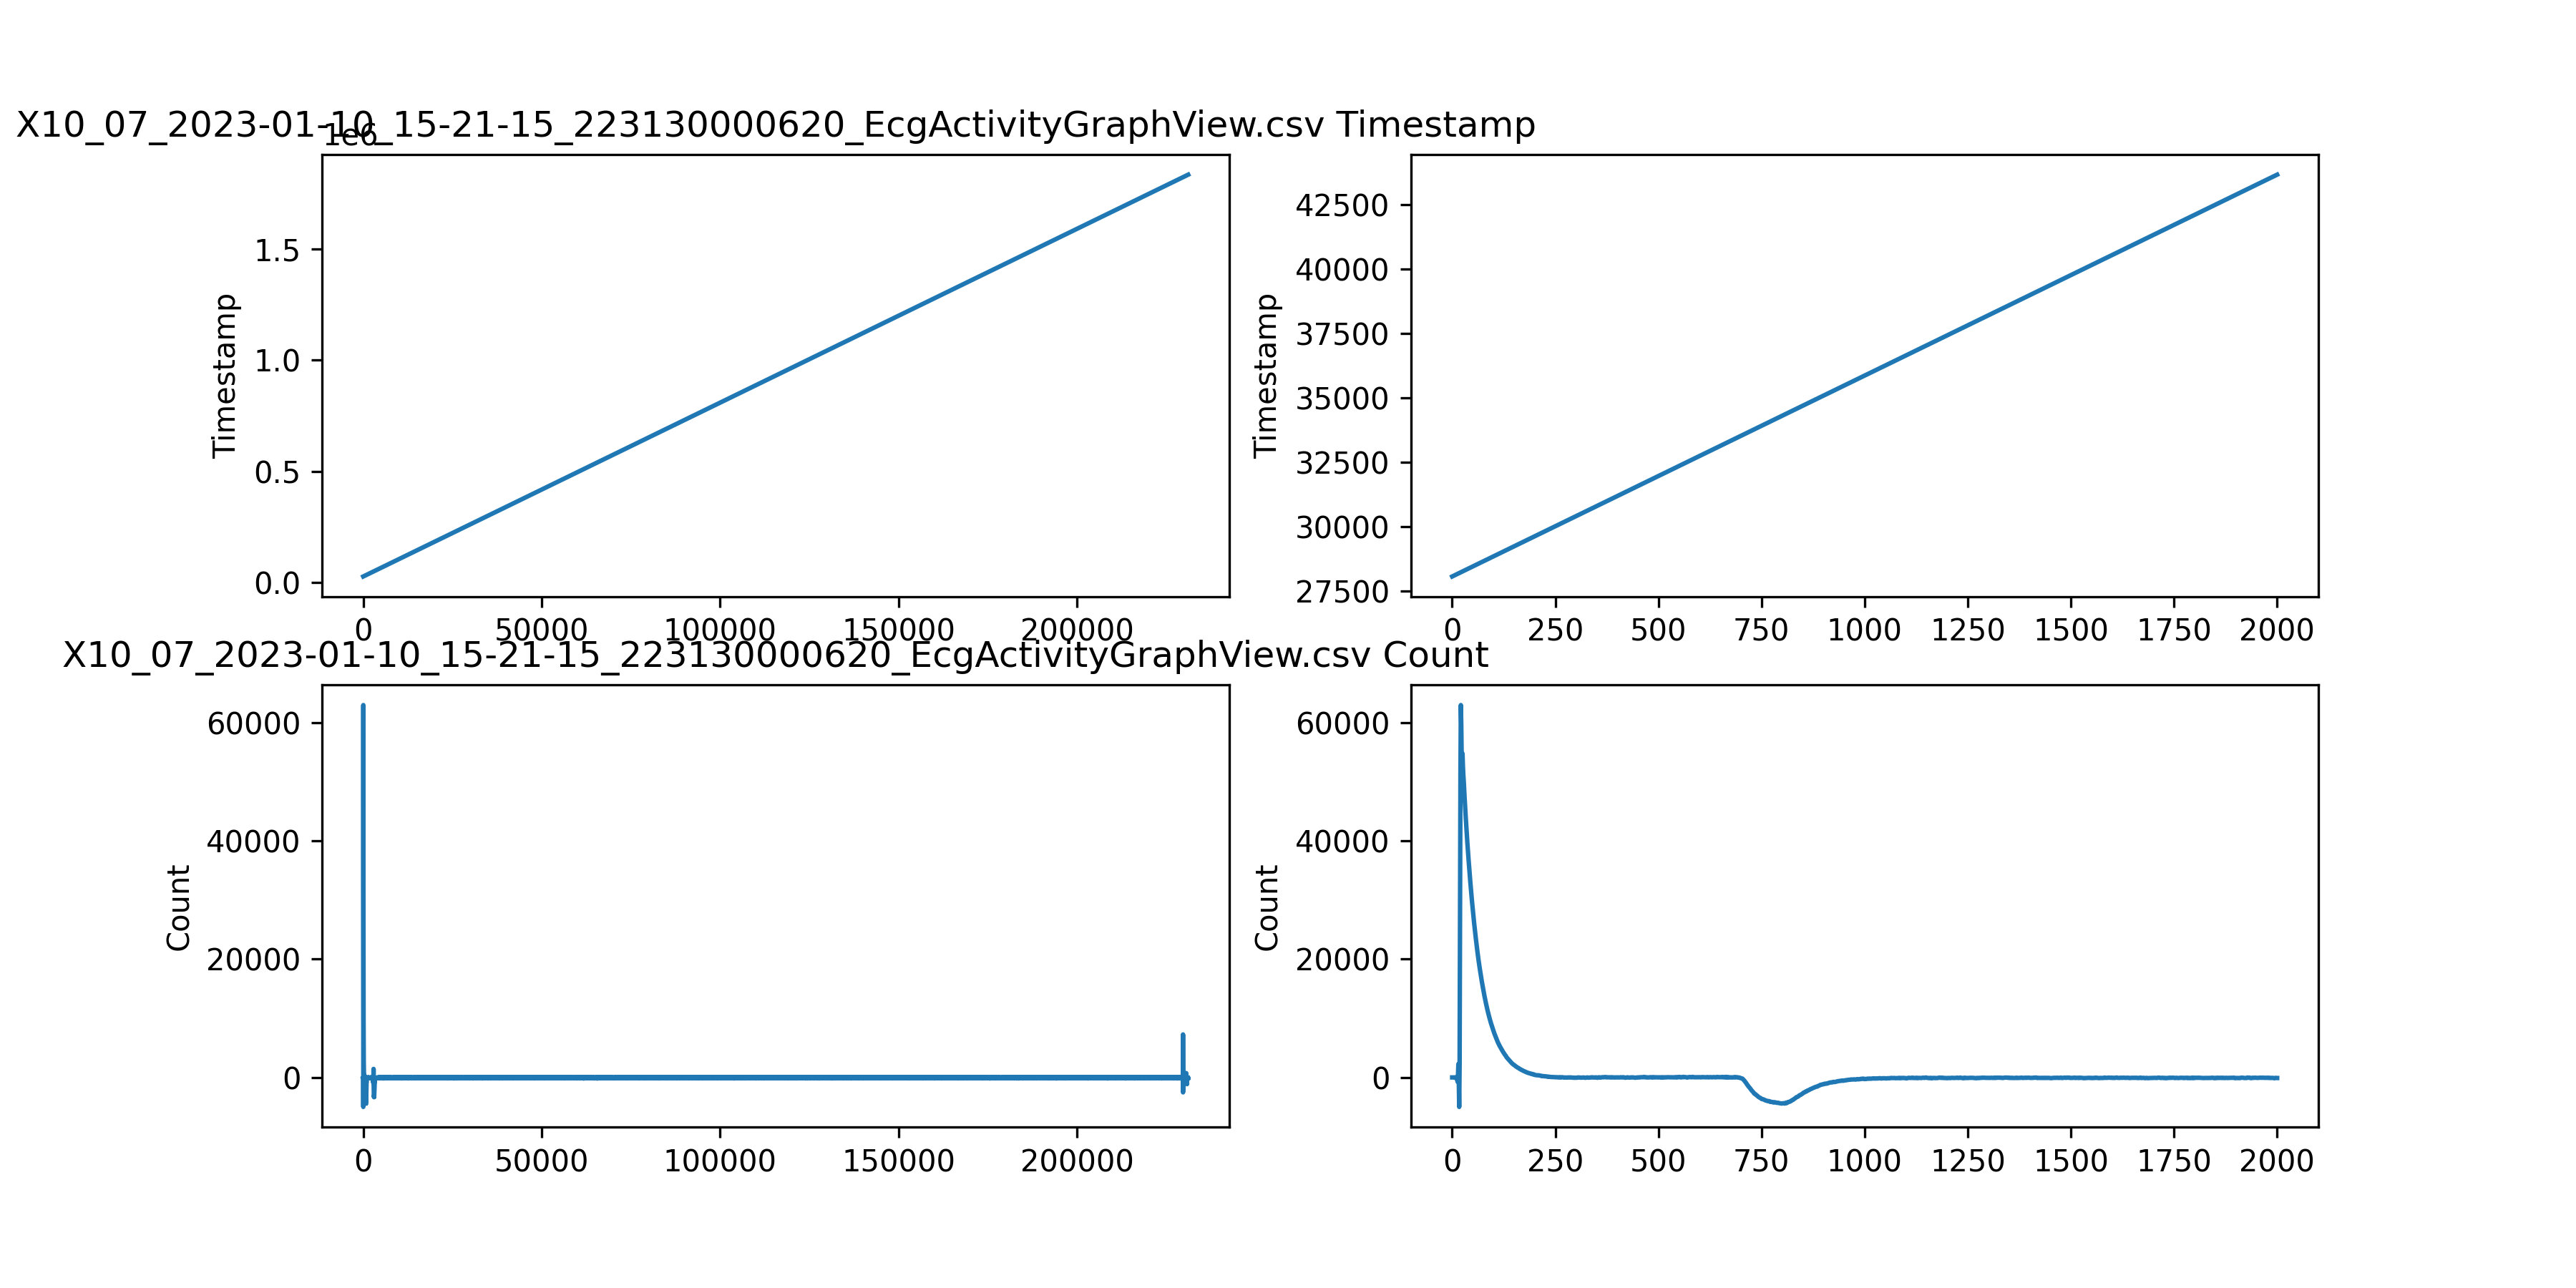 X10_07_2023-01-10_15-21-15_223130000620_EcgActivityGraphView.csv Timestamp
1e6
Timestamp
1.5
1.0
0.5
0.0
0 50000 100000 150000 200000
Timestamp
42500
40000
37500
35000
32500
30000
27500
0 250 500 750 1000 1250 1500 1750 2000
X10_07_2023-01-10_15-21-15_223130000620_EcgActivityGraphView.csv Count
Count
60000
40000
20000
0
0 50000 100000 150000 200000
Count
60000
40000
20000
0
0 250 500 750 1000 1250 1500 1750 2000